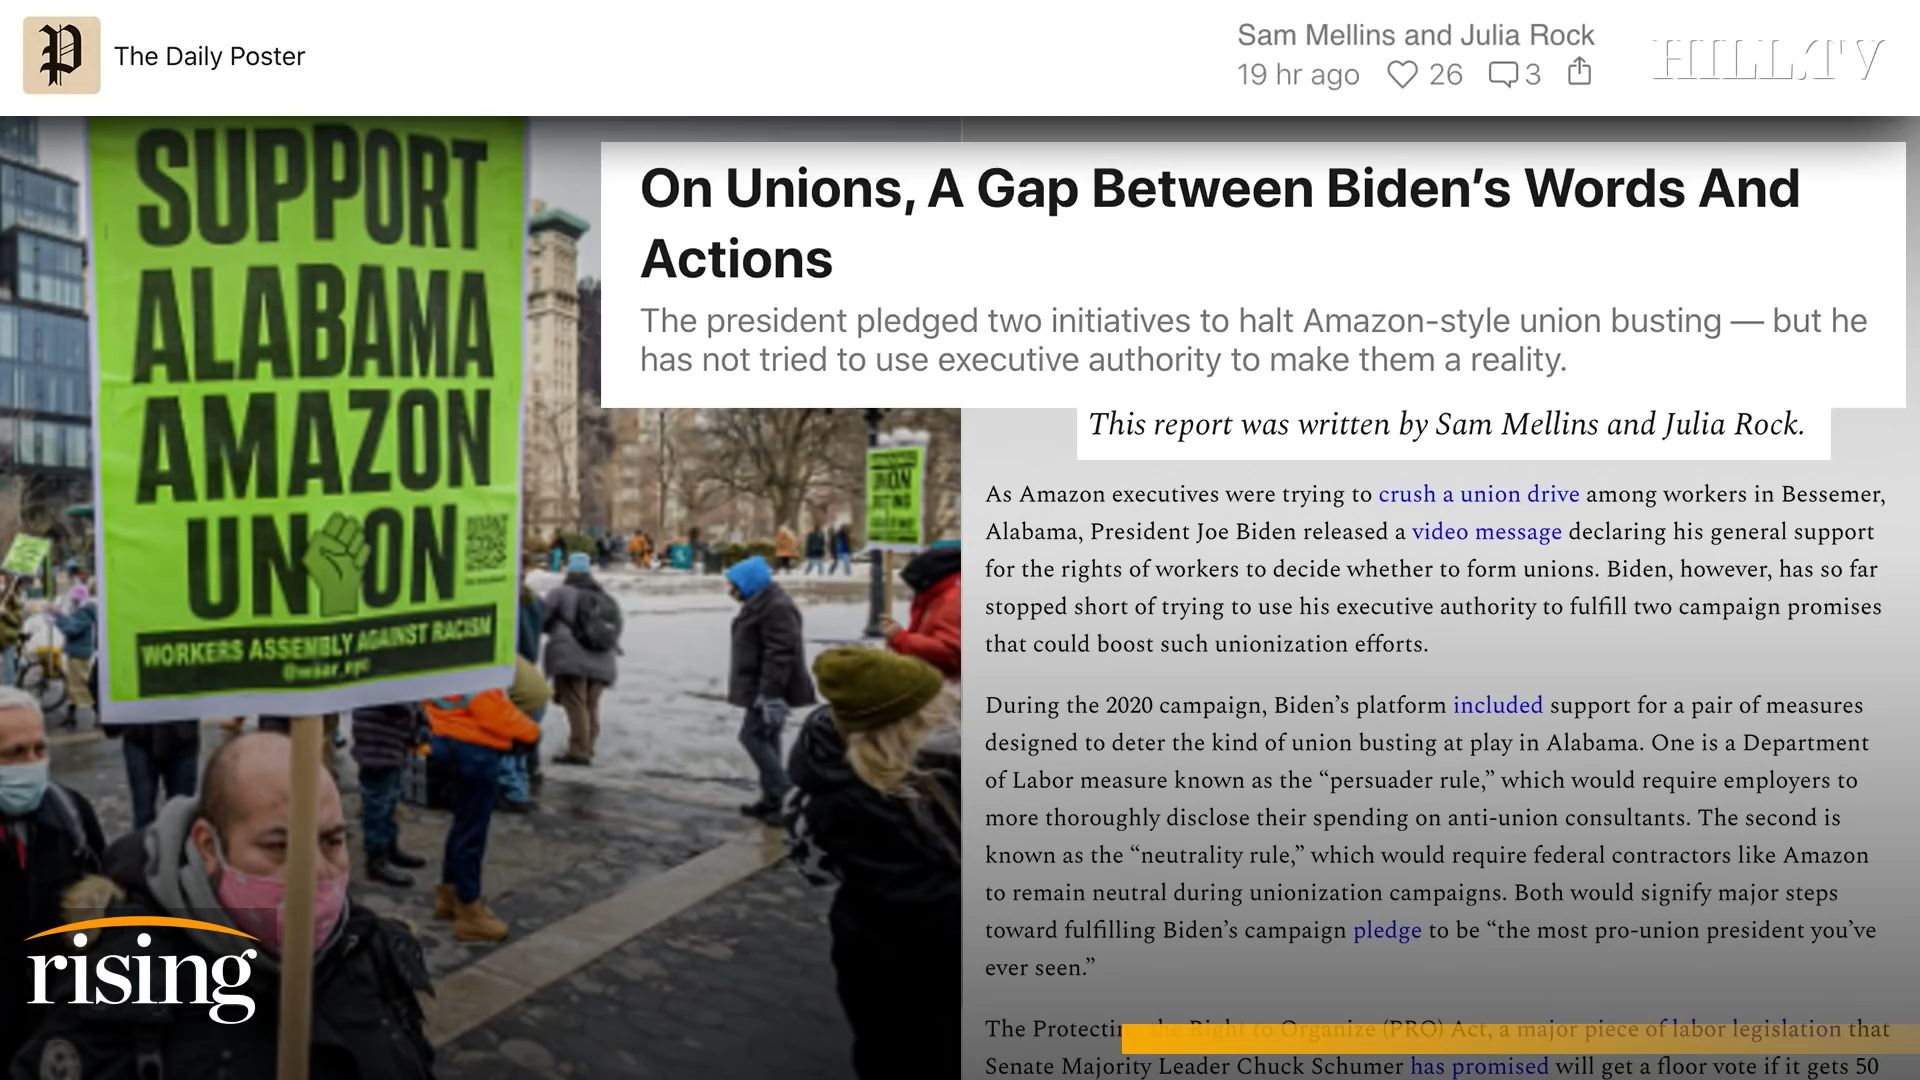 The Daily Poster
Sam Mellins and Julia Rock
19 hr ago 26 3
HILL.TV
SUPPORT
ALABAMA
AMAZON
UNION
WORKERS ASSEMBLY AGAINST RACISM
On Unions, A Gap Between Biden’s Words And
Actions
The president pledged two initiatives to halt Amazon-style union busting — but he
has not tried to use executive authority to make them a reality.
This report was written by Sam Mellins and Julia Rock.
As Amazon executives were trying to crush a union drive among workers in Bessemer,
Alabama, President Joe Biden released a video message declaring his general support
for the rights of workers to decide whether to form unions. Biden, however, has so far
stopped short of trying to use his executive authority to fulfill two campaign promises
that could boost such unionization efforts.
During the 2020 campaign, Biden’s platform included support for a pair of measures
designed to deter the kind of union busting at play in Alabama. One is a Department
of Labor measure known as the “persuader rule,” which would require employers to
more thoroughly disclose their spending on anti-union consultants. The second is
known as the “neutrality rule,” which would require federal contractors like Amazon
to remain neutral during unionization campaigns. Both would signify major steps
toward fulfilling Biden’s campaign pledge to be “the most pro-union president you’ve
ever seen.”
The Protecting the Right to Organize (PRO) Act, a major piece of labor legislation that
Senate Majority Leader Chuck Schumer has promised will get a floor vote if it gets 50
rising